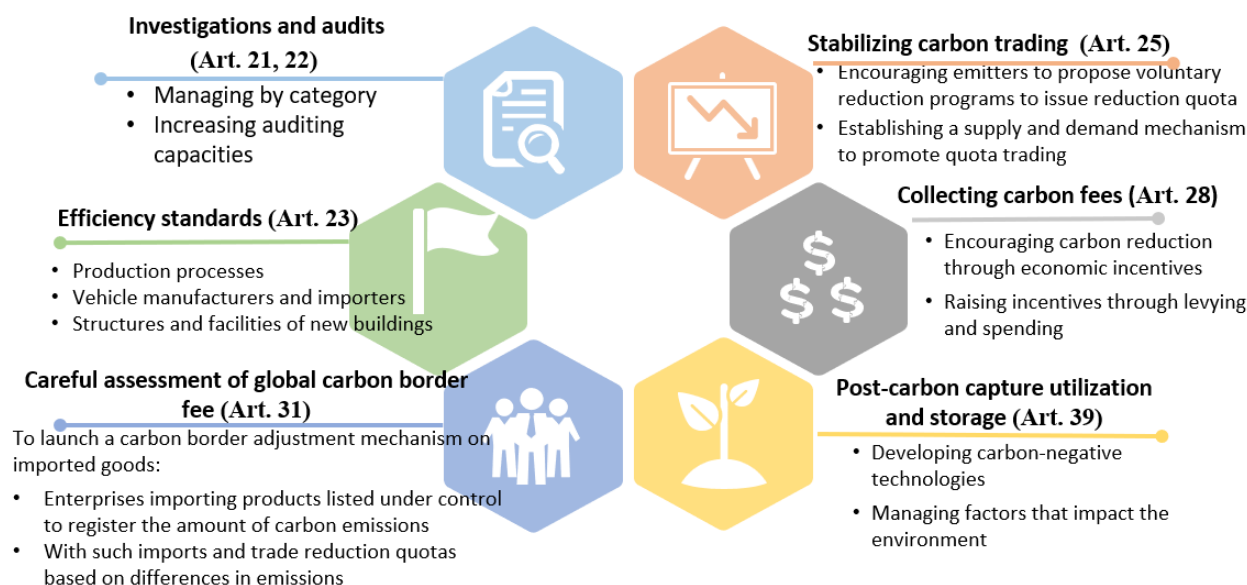 Investigations and audits
(Art. 21, 22)
• Managing by category
• Increasing auditing
capacities
Stabilizing carbon trading (Art. 25)
• Encouraging emitters to propose voluntary
reduction programs to issue reduction quota
• Establishing a supply and demand mechanism
to promote quota trading
Efficiency standards (Art. 23)
• Production processes
• Vehicle manufacturers and importers
• Structures and facilities of new buildings
Collecting carbon fees (Art. 28)
• Encouraging carbon reduction
through economic incentives
• Raising incentives through levying
and spending
$
$ $
Careful assessment of global carbon border
fee (Art. 31)
To launch a carbon border adjustment mechanism on
imported goods:
• Enterprises importing products listed under control
to register the amount of carbon emissions
• With such imports and trade reduction quotas
based on differences in emissions
Post-carbon capture utilization
and storage (Art. 39)
• Developing carbon-negative
technologies
• Managing factors that impact the
environment